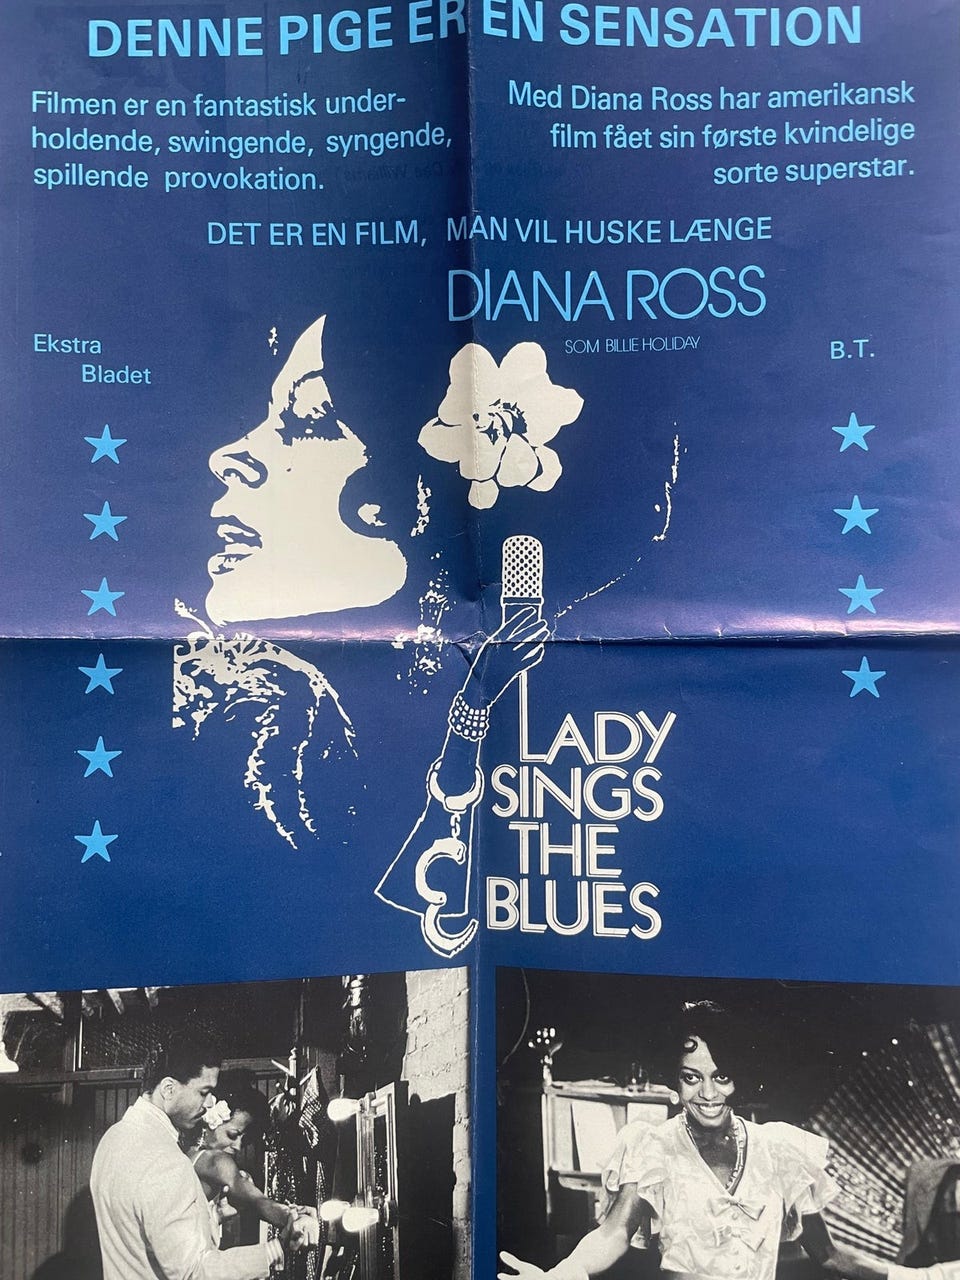 DENNE PIGE ER EN SENSATION
Filmen er en fantastisk under-
holdende, swingende, syngende,
spillende provokation.
Med Diana Ross har amerikansk
film fået sin første kvindelige
sorte superstar.
DET ER EN FILM, MAN VIL HUSKE LÆNGE
DIANA ROSS
SOM BILLIE HOLIDAY
Ekstra
Bladet
B.T.
LADY
SINGS
THE
BLUES